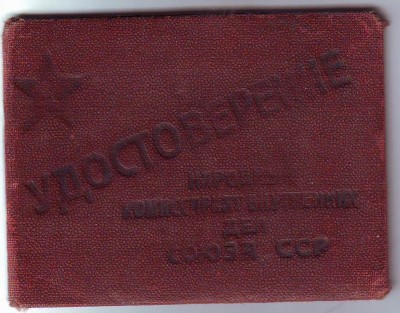 УДОСТОВЕРЕНИЕ
НАРОДНЫЙ
КОМИССАРИАТ ВНУТРЕННИХ
ДЕЛ
СОЮЗА ССР